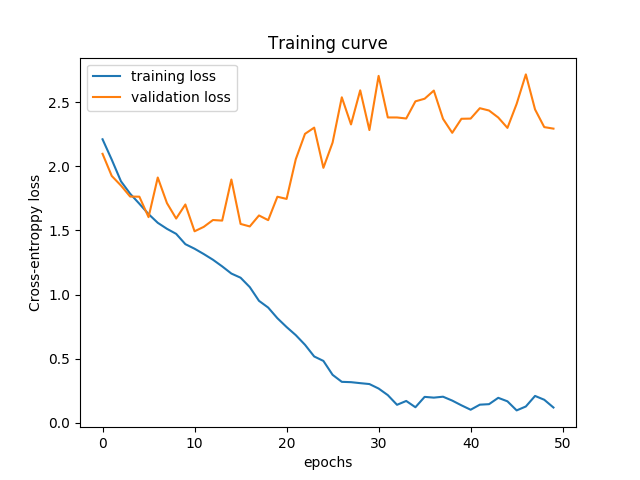 Training curve
training loss
validation loss
Cross-entroppy loss
2.5
2.0
1.5
1.0
0.5
0.0
0 10 20 30 40 50
epochs